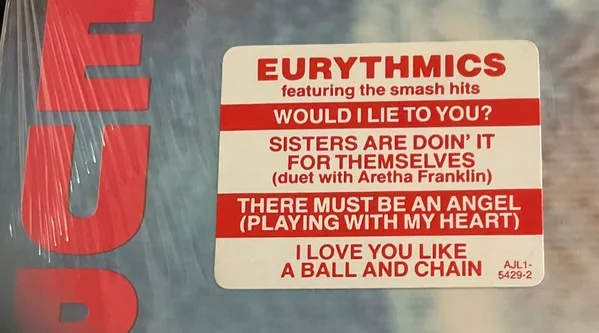 EUR
EURYTHMICS
featuring the smash hits
WOULD I LIE TO YOU?
SISTERS ARE DOIN' IT
FOR THEMSELVES
(duet with Aretha Franklin)
THERE MUST BE AN ANGEL
(PLAYING WITH MY HEART)
I LOVE YOU LIKE
A BALL AND CHAIN
AJL1-
5429-2